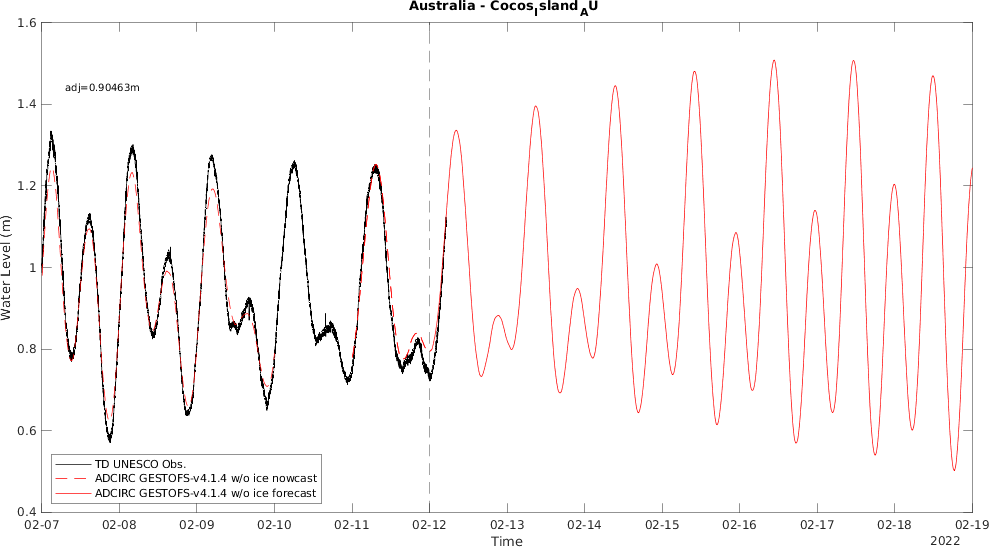 Australia - Cocos_Island_AU
1.6
1.4
1.2
1
0.8
0.6
0.4
Water Level (m)
adj=0.90463m
TD UNESCO Obs.
ADCIRC GESTOFS-v4.1.4 w/o ice nowcast
ADCIRC GESTOFS-v4.1.4 w/o ice forecast
02-07 02-08 02-09 02-10 02-11 02-12 02-13 02-14 02-15 02-16 02-17 02-18 02-19
Time
2022